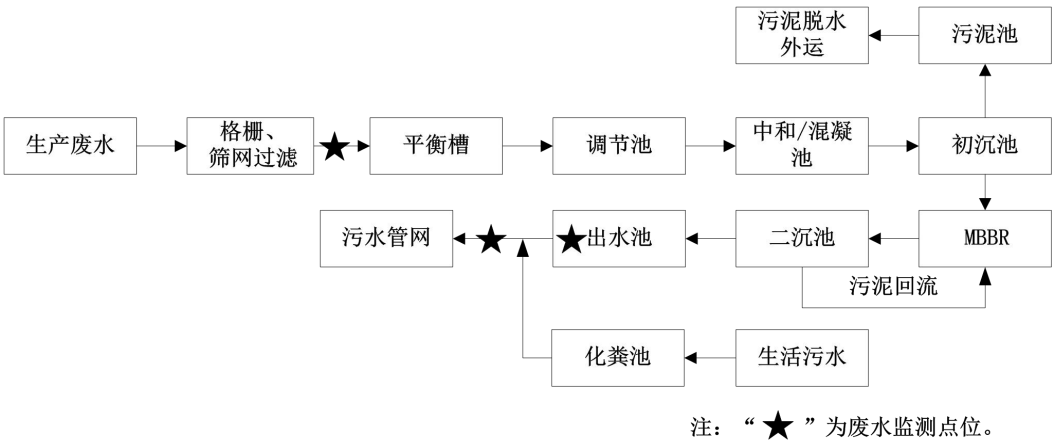 污泥脱水
外运
污泥池
生产废水
格栅、
筛网过滤
平衡槽
调节池
中和/混凝
池
初沉池
污水管网
出水池
二沉池
MBBR
污泥回流
化粪池
生活污水
注：“★”为废水监测点位。